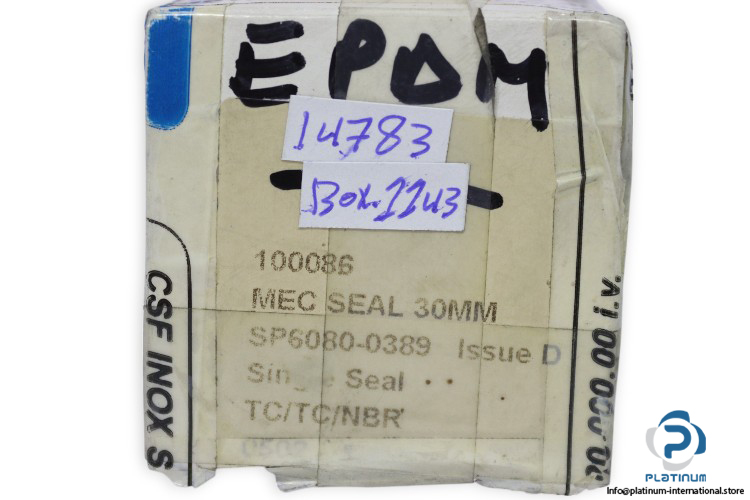 EPDM
14783
Box.1143
100086
MEC SEAL 30MM
SP6080-0389 Issue D
Seal
TC/TC/NBR
CSF INOX S
i.v.
PLATINUM
Info@platinum-international.store